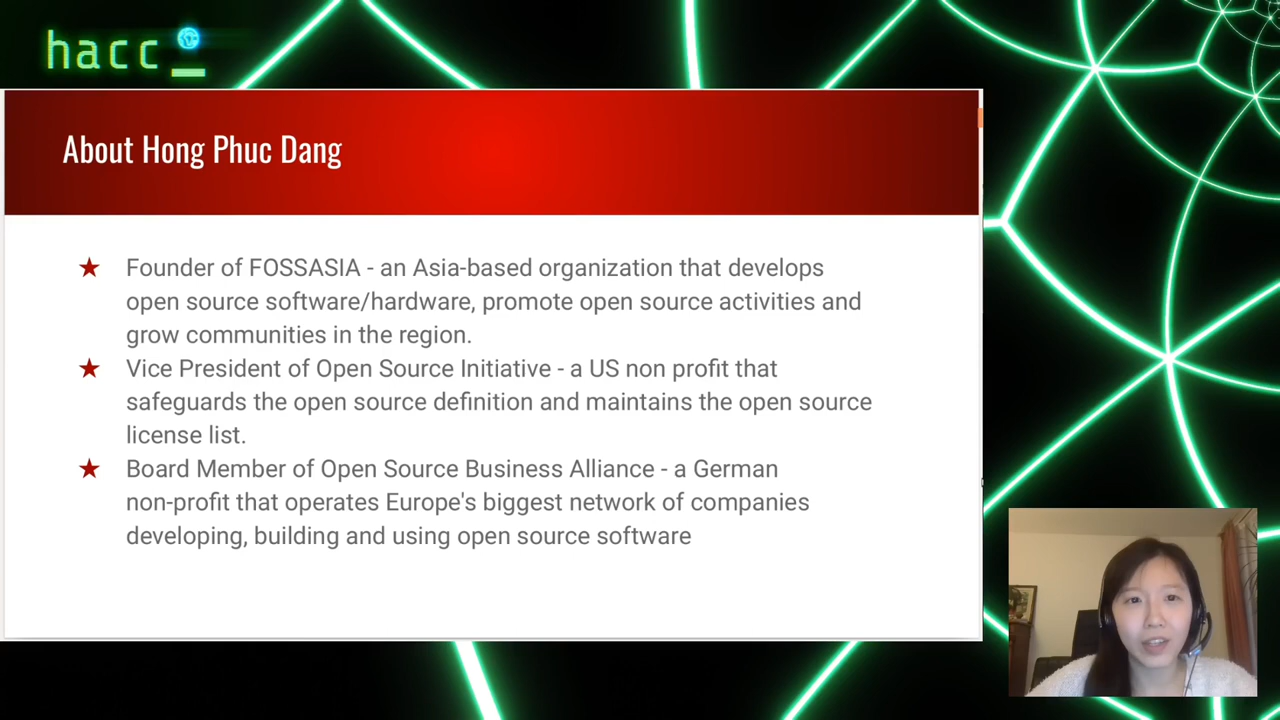 hacc_
About Hong Phuc Dang
★ Founder of FOSSASIA - an Asia-based organization that develops
open source software/hardware, promote open source activities and
grow communities in the region.
★ Vice President of Open Source Initiative - a US non profit that
safeguards the open source definition and maintains the open source
license list.
★ Board Member of Open Source Business Alliance - a German
non-profit that operates Europe's biggest network of companies
developing, building and using open source software